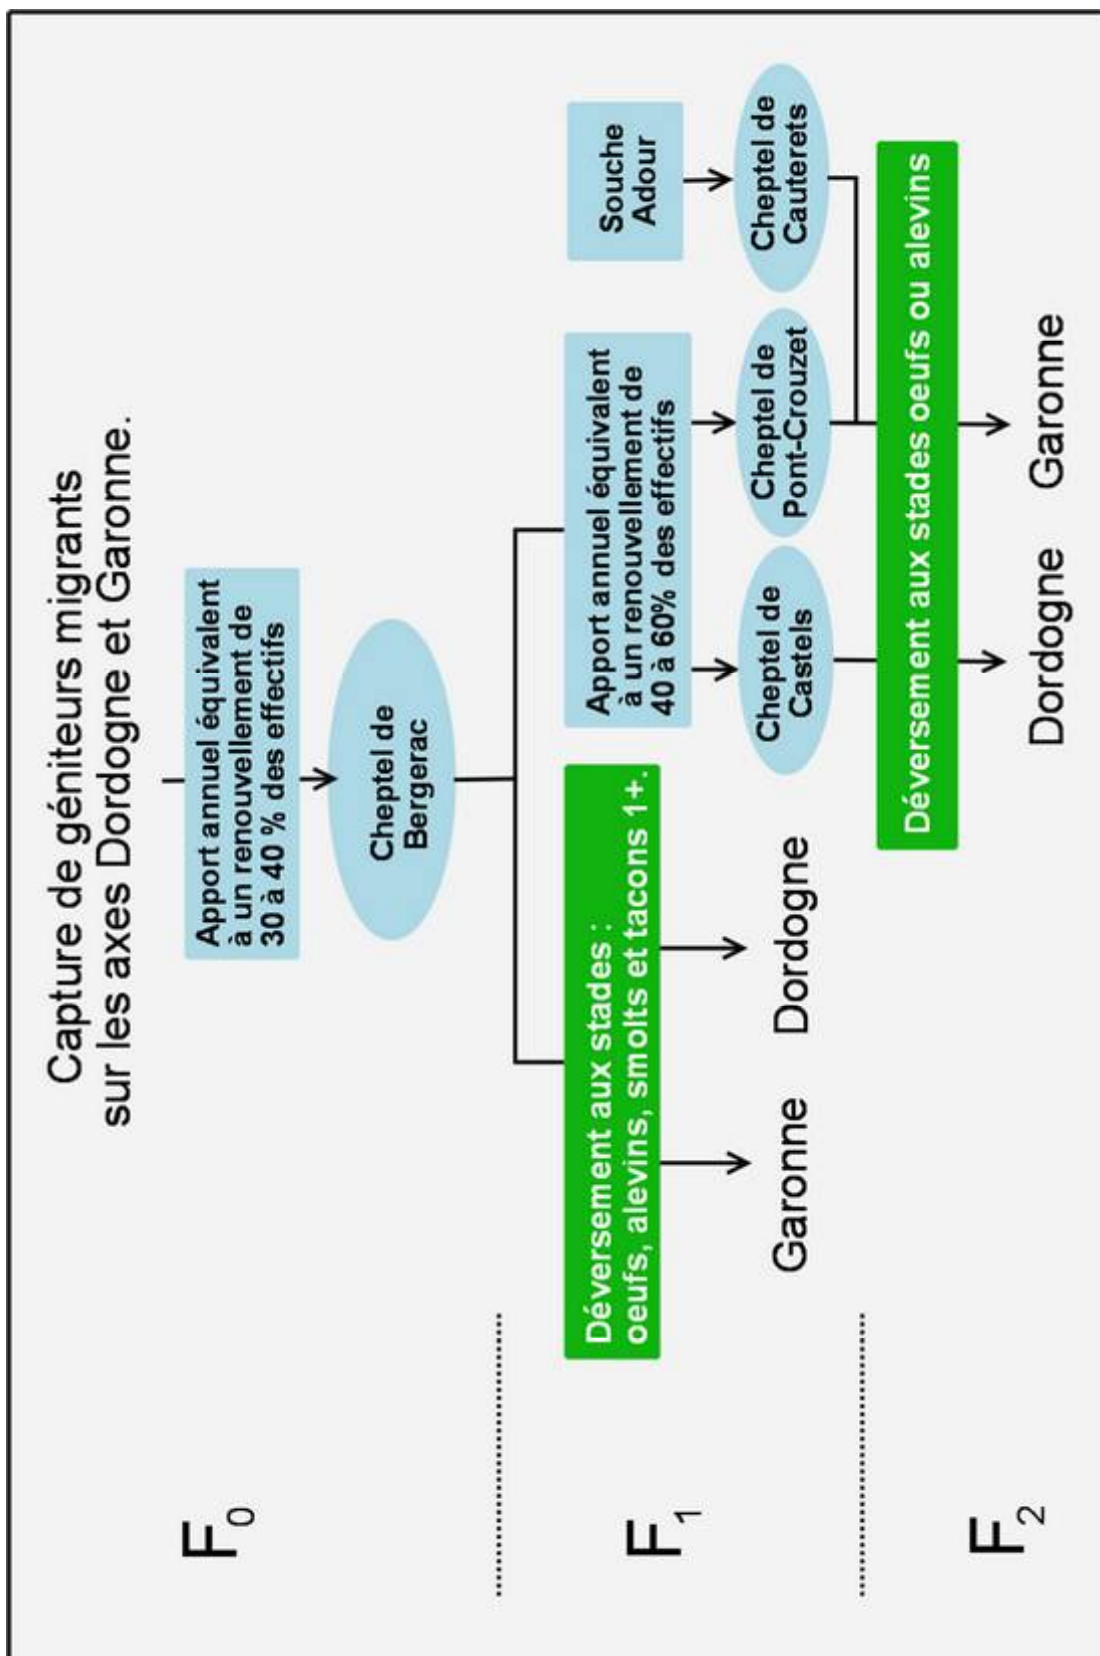 Capture de géniteurs migrants
sur les axes Dordogne et Garonne.
F0
Apport annuel équivalent
à un renouvellement de
30 à 40 % des effectifs
Cheptel de
Bergerac
F1
Déversement aux stades :
oeufs, alevins, smolts et tacons 1+.
Garonne
Dordogne
Apport annuel équivalent
à un renouvellement de
40 à 60% des effectifs
Souche
Adour
Cheptel de
Castels
Cheptel de
Pont-Crouzet
Cheptel de
Cauterets
F2
Déversement aux stades oeufs ou alevins
Dordogne
Garonne